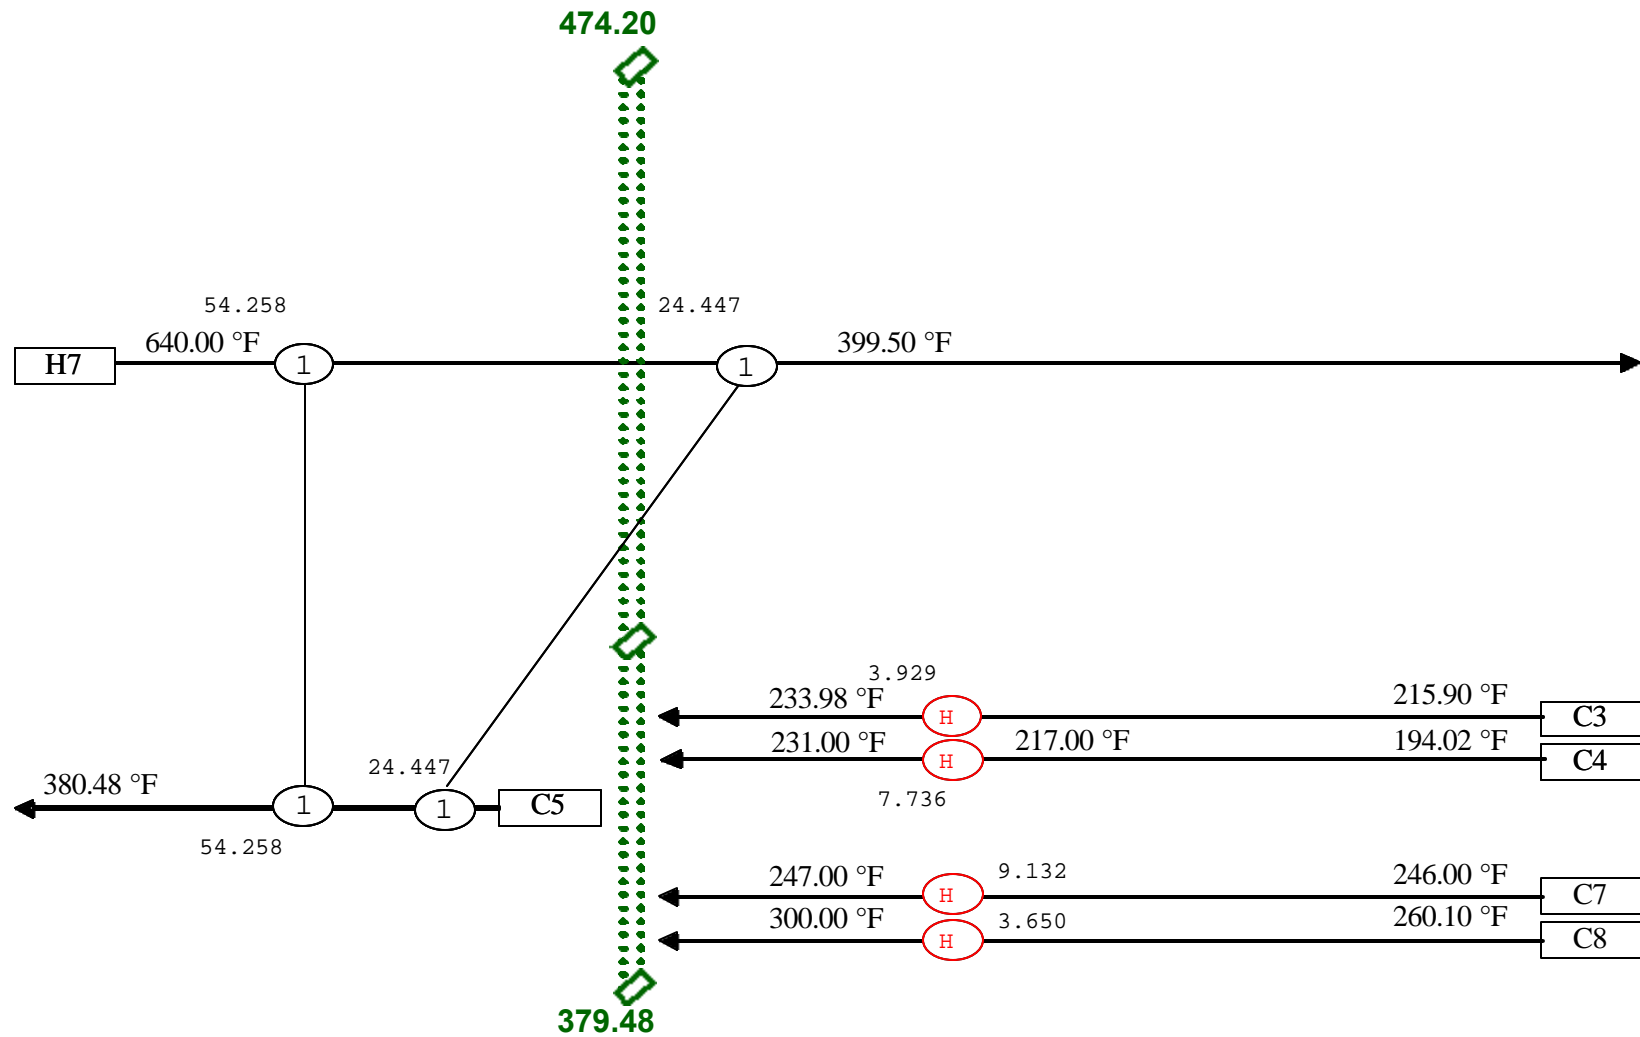 474.20
54.258
24.447
640.00 °F
399.50 °F
H7
1
1
3.929
233.98 °F
215.90 °F
H
C3
231.00 °F
217.00 °F
194.02 °F
H
C4
24.447
7.736
380.48 °F
1
1
C5
54.258
247.00 °F
9.132
246.00 °F
H
C7
300.00 °F
3.650
260.10 °F
H
C8
379.48